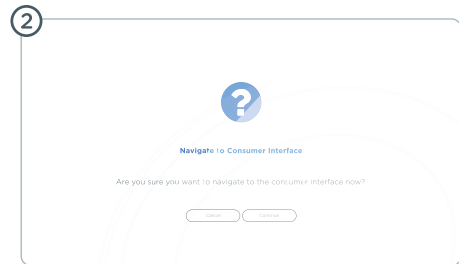 2
?
Navigate to Consumer Interface
Are you sure you want to navigate to the consumer interface now?
Cancel
Continue